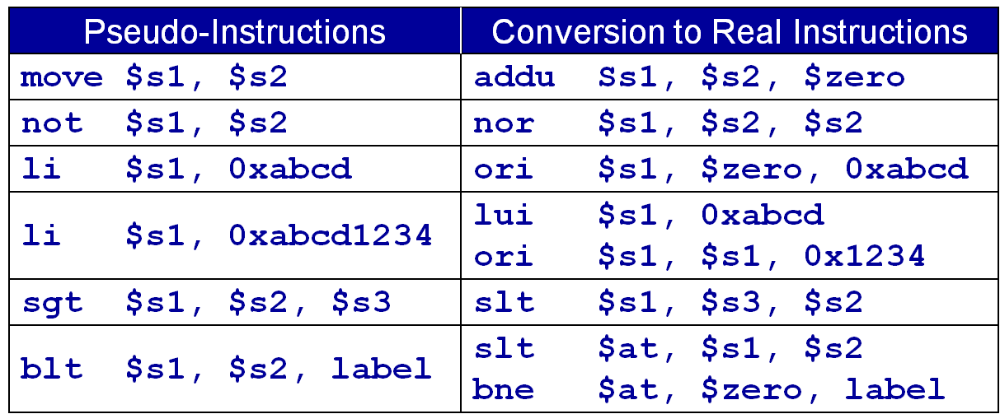 Pseudo-Instructions Conversion to Real Instructions
move $s1, $s2 addu Ss1, $s2, $zero
not $s1, $s2 nor $s1, $s2, $s2
li $s1, 0xabcd ori $s1, $zero, 0xabcd
li $s1, 0xabcd1234 lui $s1, 0xabcd
ori $s1, $s1, 0x1234
sgt $s1, $s2, $s3 slt $s1, $s3, $s2
blt $s1, $s2, label slt $at, $s1, $s2
bne $at, $zero, label